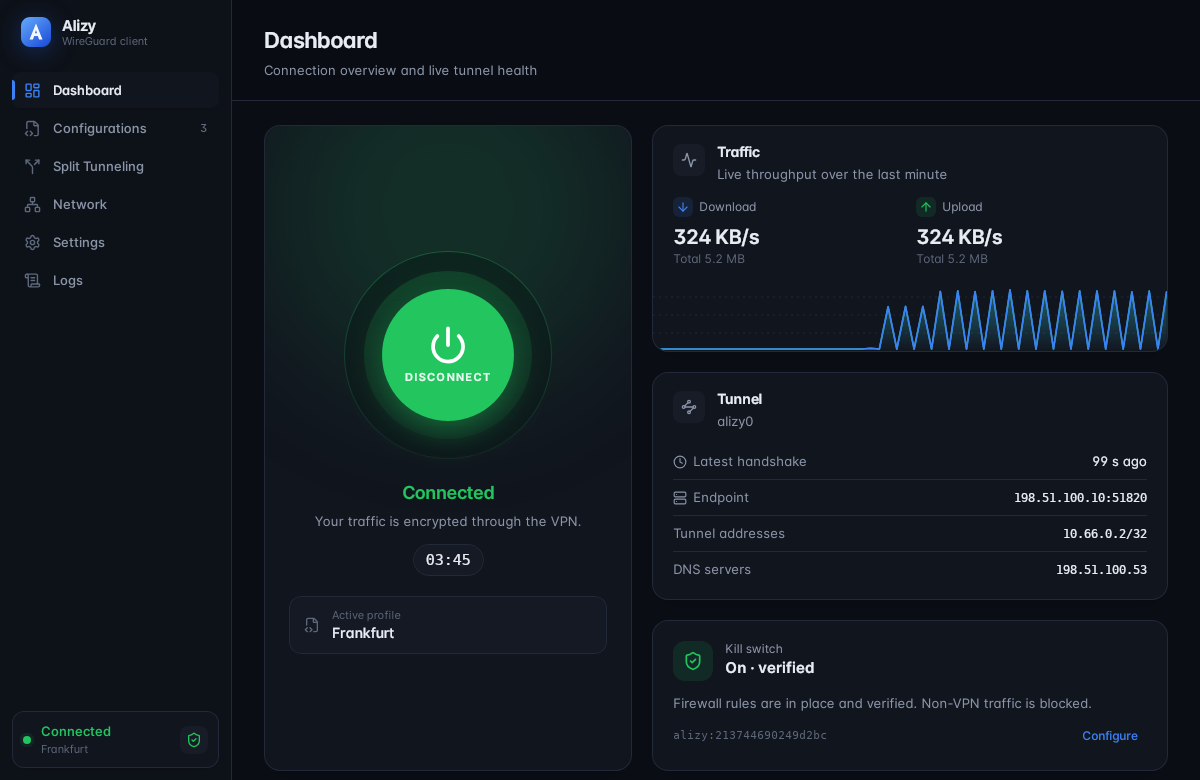 Alizy
WireGuard client
Dashboard
Configurations 3
Split Tunneling
Network
Settings
Logs
Connected
Frankfurt
Dashboard
Connection overview and live tunnel health
DISCONNECT
Connected
Your traffic is encrypted through the VPN.
03:45
Active profile
Frankfurt
Traffic
Live throughput over the last minute
Download Upload
324 KB/s 324 KB/s
Total 5.2 MB Total 5.2 MB
Tunnel
alizy0
Latest handshake 99 s ago
Endpoint 198.51.100.10:51820
Tunnel addresses 10.66.0.2/32
DNS servers 198.51.100.53
Kill switch
On · verified
Firewall rules are in place and verified. Non-VPN traffic is blocked.
alizy:213744690249d2bc Configure